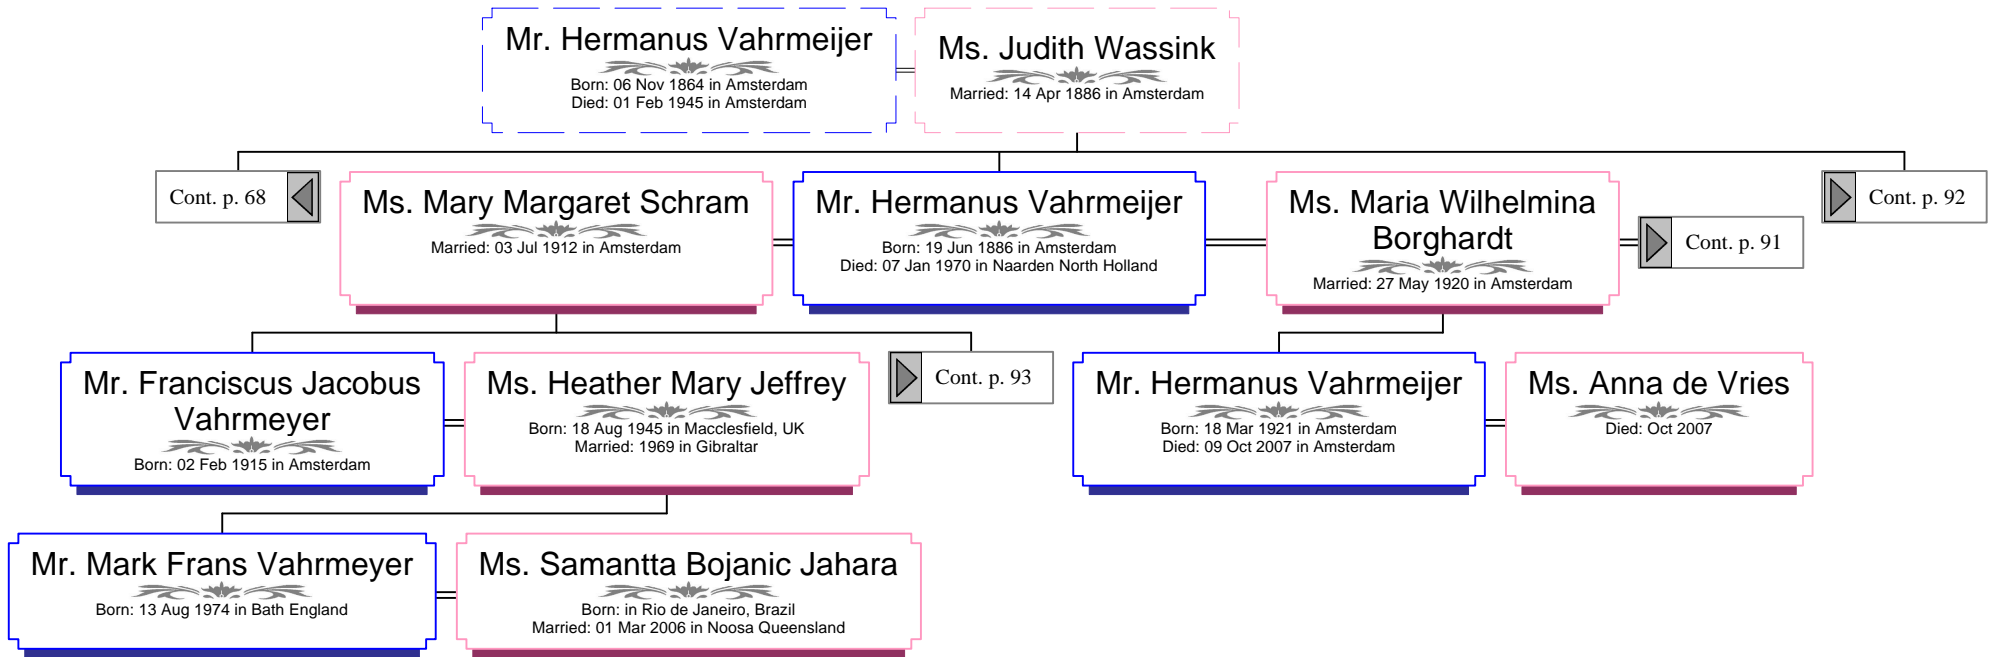 Mr. Hermanus Vahrmeijer
Born: 06 Nov 1864 in Amsterdam
Died: 01 Feb 1945 in Amsterdam
Ms. Judith Wassink
Married: 14 Apr 1886 in Amsterdam
Cont. p. 68
Ms. Mary Margaret Schram
Married: 03 Jul 1912 in Amsterdam
Mr. Hermanus Vahrmeijer
Born: 19 Jun 1886 in Amsterdam
Died: 07 Jan 1970 in Naarden North Holland
Ms. Maria Wilhelmina
Borghardt
Married: 27 May 1920 in Amsterdam
Cont. p. 91
Cont. p. 92
Mr. Franciscus Jacobus
Vahrmeyer
Born: 02 Feb 1915 in Amsterdam
Ms. Heather Mary Jeffrey
Born: 18 Aug 1945 in Macclesfield, UK
Married: 1969 in Gibraltar
Cont. p. 93
Mr. Hermanus Vahrmeijer
Born: 18 Mar 1921 in Amsterdam
Died: 09 Oct 2007 in Amsterdam
Ms. Anna de Vries
Died: Oct 2007
Mr. Mark Frans Vahrmeyer
Born: 13 Aug 1974 in Bath England
Ms. Samantta Bojanic Jahara
Born: in Rio de Janeiro, Brazil
Married: 01 Mar 2006 in Noosa Queensland